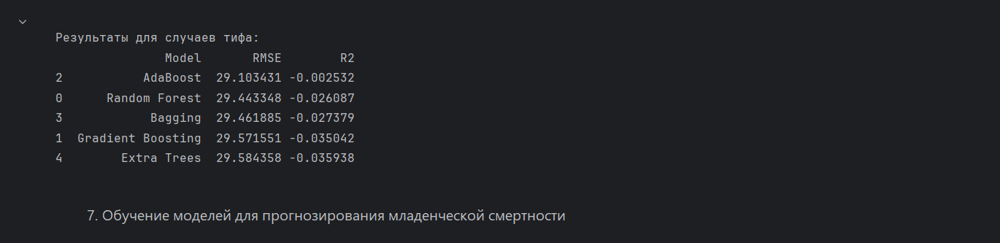 Результаты для случаев тифа:
Model RMSE R2
2 AdaBoost 29.103431 -0.002532
0 Random Forest 29.443348 -0.026087
3 Bagging 29.461885 -0.027379
1 Gradient Boosting 29.571551 -0.035042
4 Extra Trees 29.584358 -0.035938
7. Обучение моделей для прогнозирования младенческой смертности